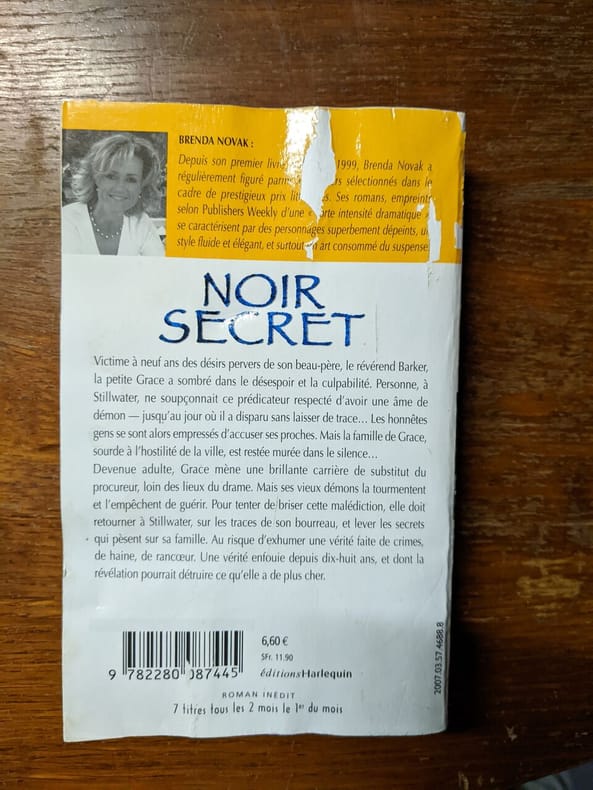 BRENDA NOVAK :
Depuis son premier livre 1999, Brenda Novak a
régulièrement figuré parmi sélectionnés dans le
cadre de prestigieux prix Ses romans, empreints
selon Publishers Weekly d'une « forte intensité dramatique »
se caractérisent par des personnages superbement dépeints, un
style fluide et élégant, et surtout un art consommé du suspense.
NOIR
SECRET
Victime à neuf ans des désirs pervers de son beau-père, le révérend Barker,
la petite Grace a sombré dans le désespoir et la culpabilité. Personne, à
Stillwater, ne soupçonnait ce prédicateur respecté d'avoir une âme de
démon — jusqu'au jour où il a disparu sans laisser de trace… Les honnêtes
gens se sont alors empressés d'accuser ses proches. Mais la famille de Grace,
sourde à l'hostilité de la ville, est restée murée dans le silence…
Devenue adulte, Grace mène une brillante carrière de substitut du
procureur, loin des lieux du drame. Mais ses vieux démons la tourmentent
et l'empêchent de guérir. Pour tenter de briser cette malédiction, elle doit
retourner à Stillwater, sur les traces de son bourreau, et lever les secrets
qui pèsent sur sa famille. Au risque d'exhumer une vérité faite de crimes,
de haine, de rancœur. Une vérité enfouie depuis dix-huit ans, et dont la
révélation pourrait détruire ce qu'elle a de plus cher.
9 782280 087445
6,60 €
SFr. 11.90
éditionsHarlequin
ROMAN INÉDIT
7 titres tous les 2 mois le 1er du mois
2007.03.57.4688.8